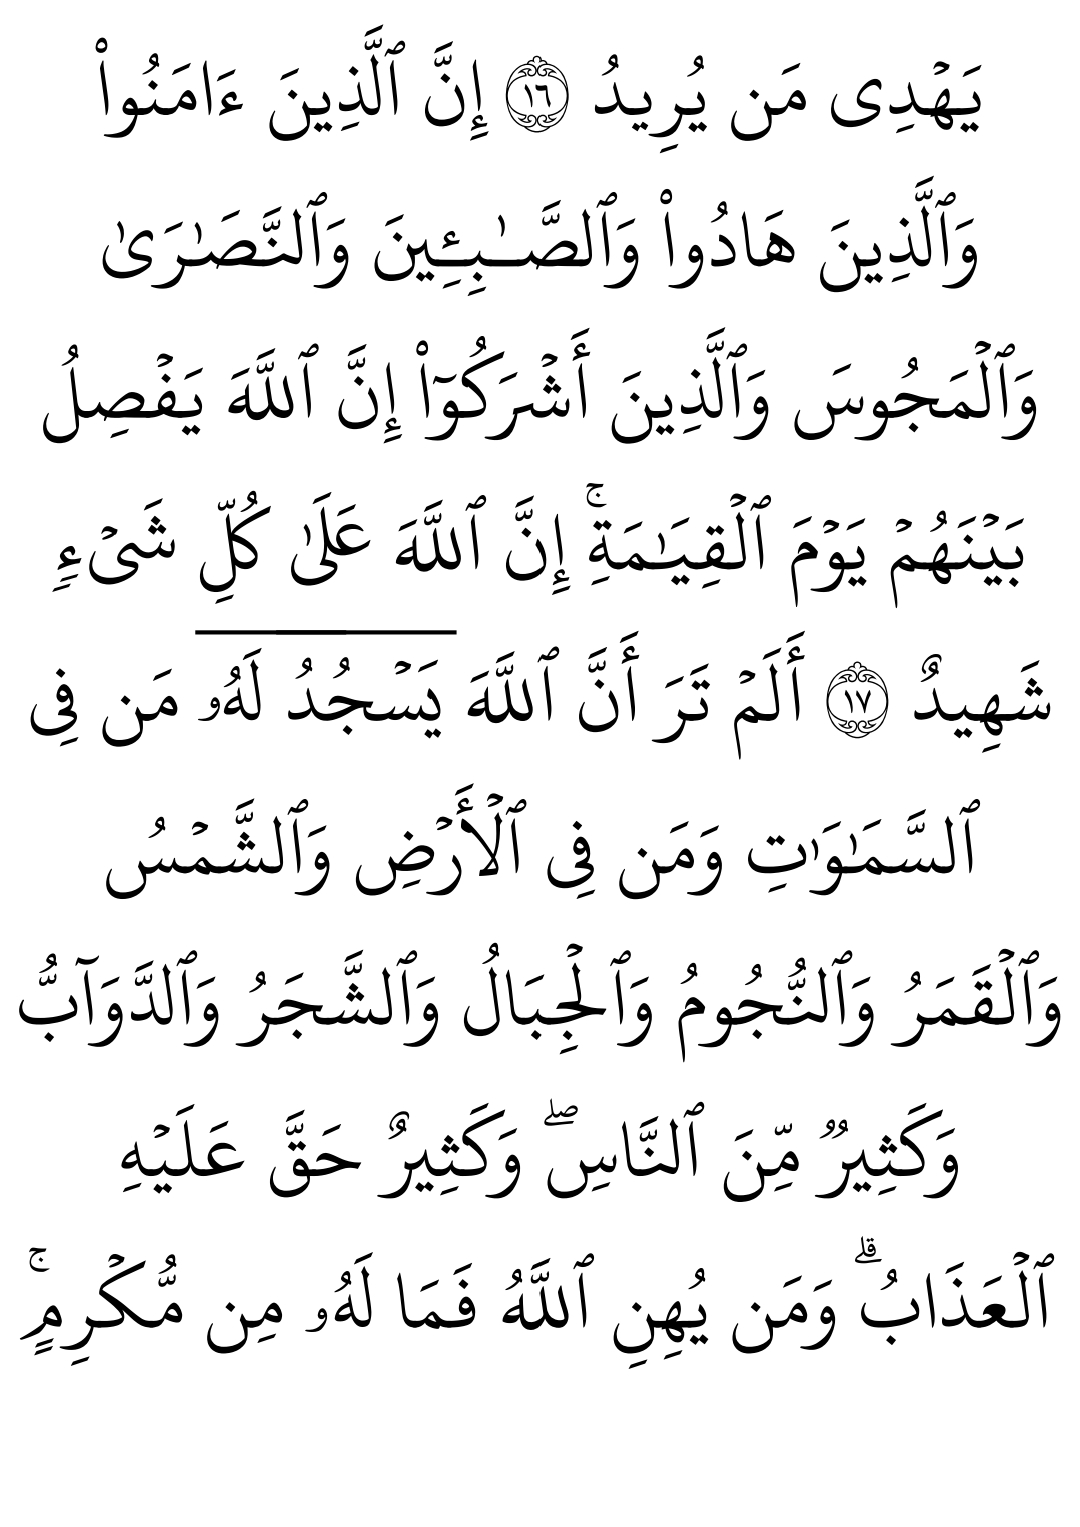 يَهۡدِى مَن يُرِيدُ ۝١٦ إِنَّ ٱلَّذِينَ ءَامَنُوا۟
وَٱلَّذِينَ هَادُوا۟ وَٱلصَّـٰبِـِٔينَ وَٱلنَّصَـٰرَىٰ
وَٱلۡمَجُوسَ وَٱلَّذِينَ أَشۡرَكُوٓا۟ إِنَّ ٱللَّهَ يَفۡصِلُ
بَيۡنَهُمۡ يَوۡمَ ٱلۡقِيَـٰمَةِۚ إِنَّ ٱللَّهَ عَلَىٰ كُلِّ شَىۡءٍ
شَهِيدٌ ۝١٧ أَلَمۡ تَرَ أَنَّ ٱللَّهَ يَسۡجُدُ لَهُۥ مَن فِى
ٱلسَّمَـٰوَٰتِ وَمَن فِى ٱلۡأَرۡضِ وَٱلشَّمۡسُ
وَٱلۡقَمَرُ وَٱلنُّجُومُ وَٱلۡجِبَالُ وَٱلشَّجَرُ وَٱلدَّوَآبُّ
وَكَثِيرٌ مِّنَ ٱلنَّاسِۖ وَكَثِيرٌ حَقَّ عَلَيۡهِ
ٱلۡعَذَابُۗ وَمَن يُهِنِ ٱللَّهُ فَمَا لَهُۥ مِن مُّكۡرِمٍۚ